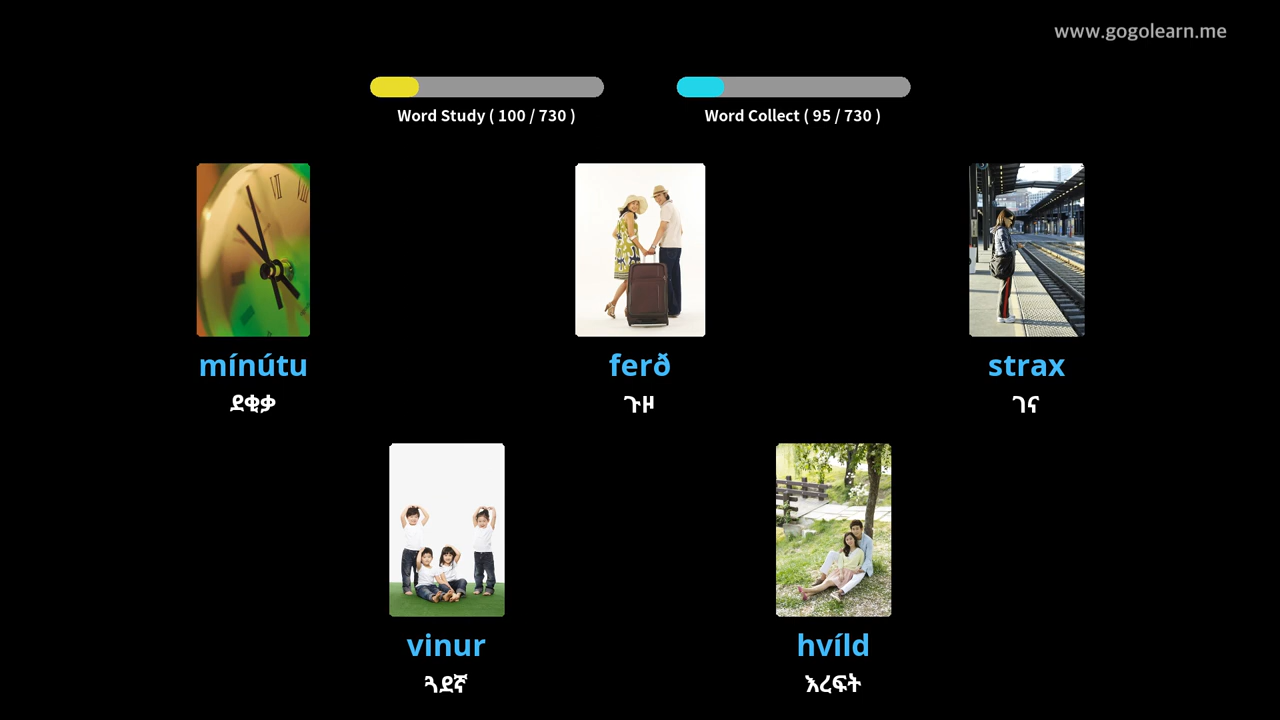 www.gogolearn.me
Word Study ( 100 / 730 )
Word Collect ( 95 / 730 )
mínútu
ደቂቃ
ferð
ጉዞ
strax
ገና
vinur
ጓደኛ
hvíld
እረፍት